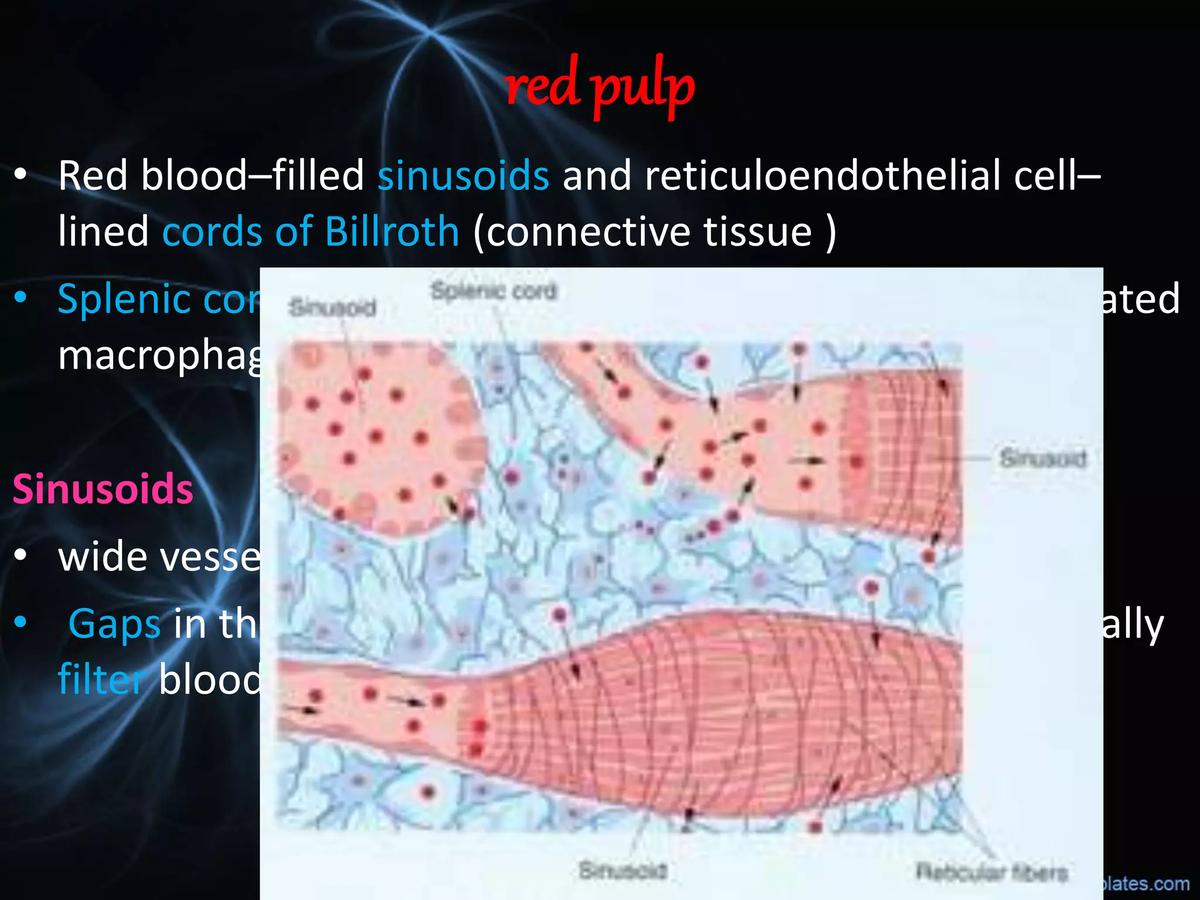 red pulp
• Red blood–filled sinusoids and reticuloendothelial cell–
lined cords of Billroth (connective tissue )
• Splenic cor ated
macrophag
Sinusoids
• wide vesse
• Gaps in th ally
filter blood
Sinusoid
Splenic cord
Sinusoid
Sinusoid
Reticular fibers
plates.com